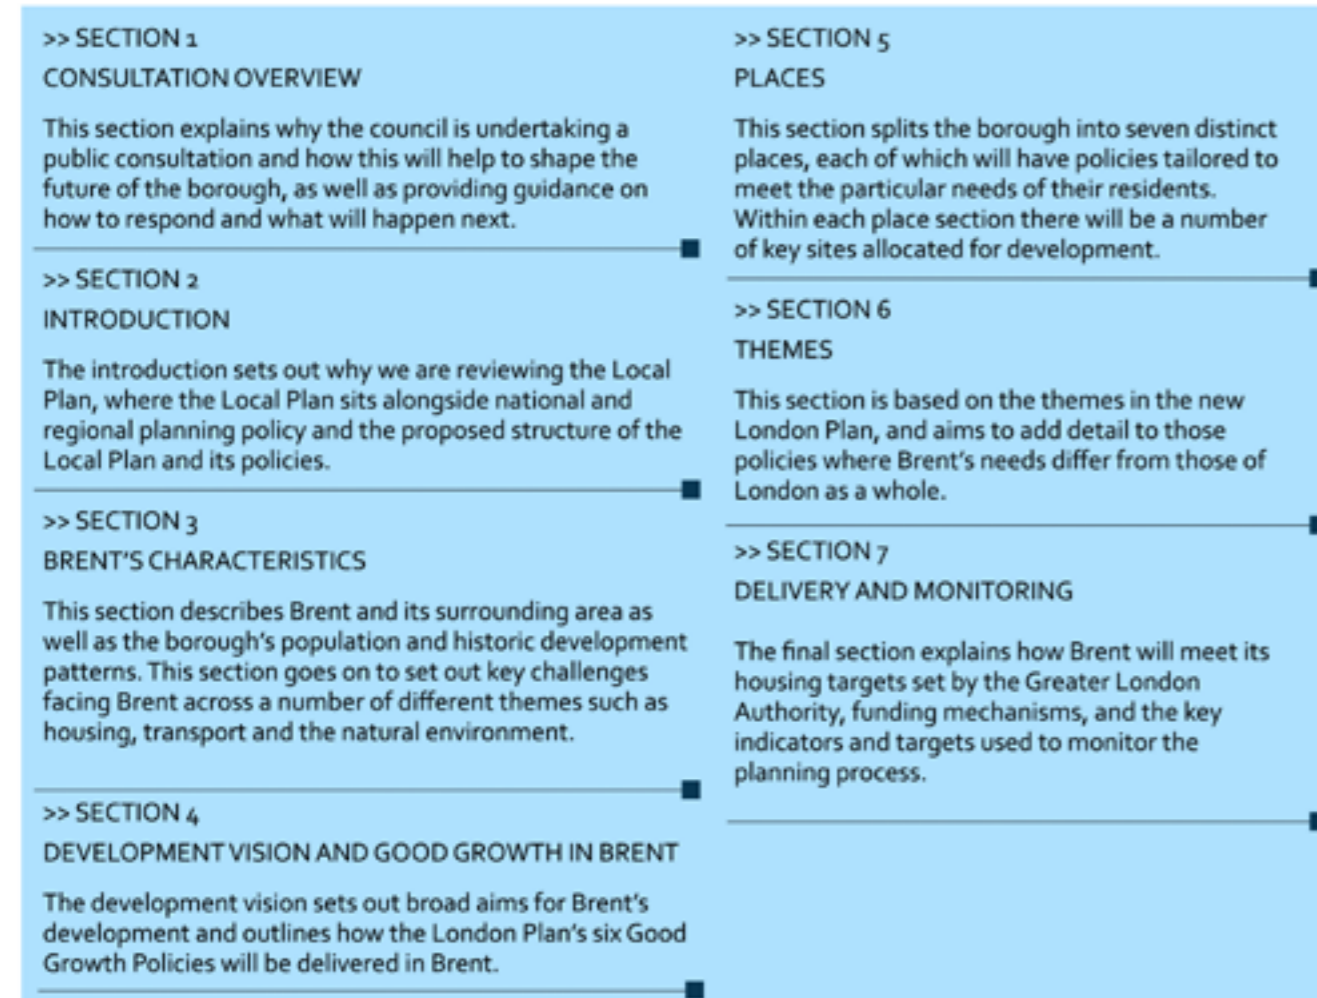 >> SECTION 1
CONSULTATION OVERVIEW
This section explains why the council is undertaking a
public consultation and how this will help to shape the
future of the borough, as well as providing guidance on
how to respond and what will happen next.
>> SECTION 2
INTRODUCTION
The introduction sets out why we are reviewing the Local
Plan, where the Local Plan sits alongside national and
regional planning policy and the proposed structure of the
Local Plan and its policies.
>> SECTION 3
BRENT'S CHARACTERISTICS
This section describes Brent and its surrounding area as
well as the borough's population and historic development
patterns. This section goes on to set out key challenges
facing Brent across a number of different themes such as
housing, transport and the natural environment.
>> SECTION 4
DEVELOPMENT VISION AND GOOD GROWTH IN BRENT
The development vision sets out broad aims for Brent's
development and outlines how the London Plan's six Good
Growth Policies will be delivered in Brent.
>> SECTION 5
PLACES
This section splits the borough into seven distinct
places, each of which will have policies tailored to
meet the particular needs of their residents.
Within each place section there will be a number
of key sites allocated for development.
>> SECTION 6
THEMES
This section is based on the themes in the new
London Plan, and aims to add detail to those
policies where Brent's needs differ from those of
London as a whole.
>> SECTION 7
DELIVERY AND MONITORING
The final section explains how Brent will meet its
housing targets set by the Greater London
Authority, funding mechanisms, and the key
indicators and targets used to monitor the
planning process.